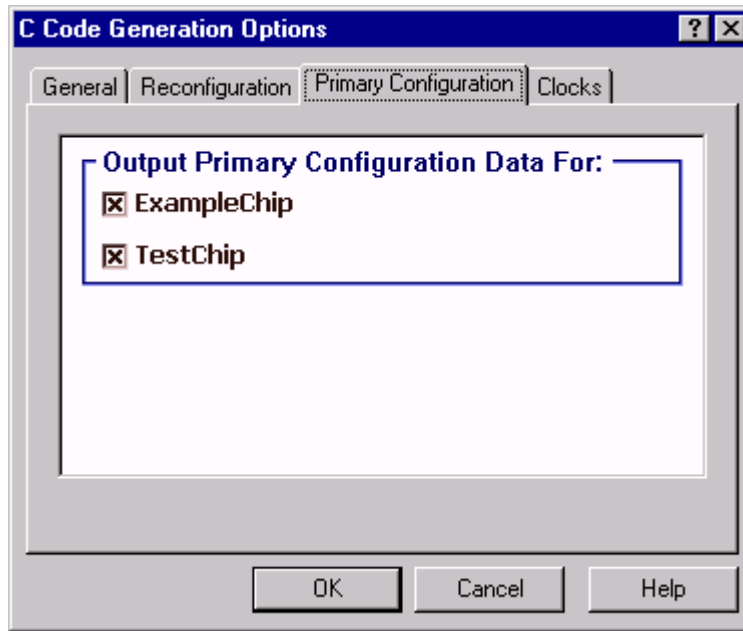 C Code Generation Options
General Reconfiguration Primary Configuration Clocks
Output Primary Configuration Data For:
ExampleChip
TestChip
OK Cancel Help